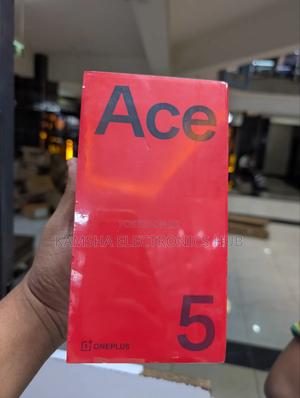 Ace
KAMSHA ELECTRONICS HUB
5
ONEPLUS